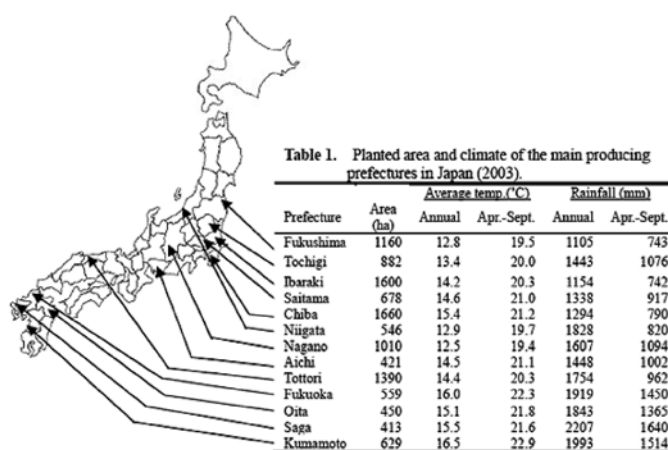 Table 1. Planted area and climate of the main producing
prefectures in Japan (2003).
Average temp.(°C) Rainfall (mm)
Prefecture Area (ha) Annual Apr.-Sept. Annual Apr.-Sept.
Fukushima 1160 12.8 19.5 1105 743
Tochigi 882 13.4 20.0 1443 1076
Ibaraki 1600 14.2 20.3 1154 742
Saitama 678 14.6 21.0 1338 917
Chiba 1660 15.4 21.2 1294 790
Niigata 546 12.9 19.7 1828 820
Nagano 1010 12.5 19.4 1607 1094
Aichi 421 14.5 21.1 1448 1002
Tottori 1390 14.4 20.3 1754 962
Fukuoka 559 16.0 22.3 1919 1450
Oita 450 15.1 21.8 1843 1365
Saga 413 15.5 21.6 2207 1640
Kumamoto 629 16.5 22.9 1993 1514